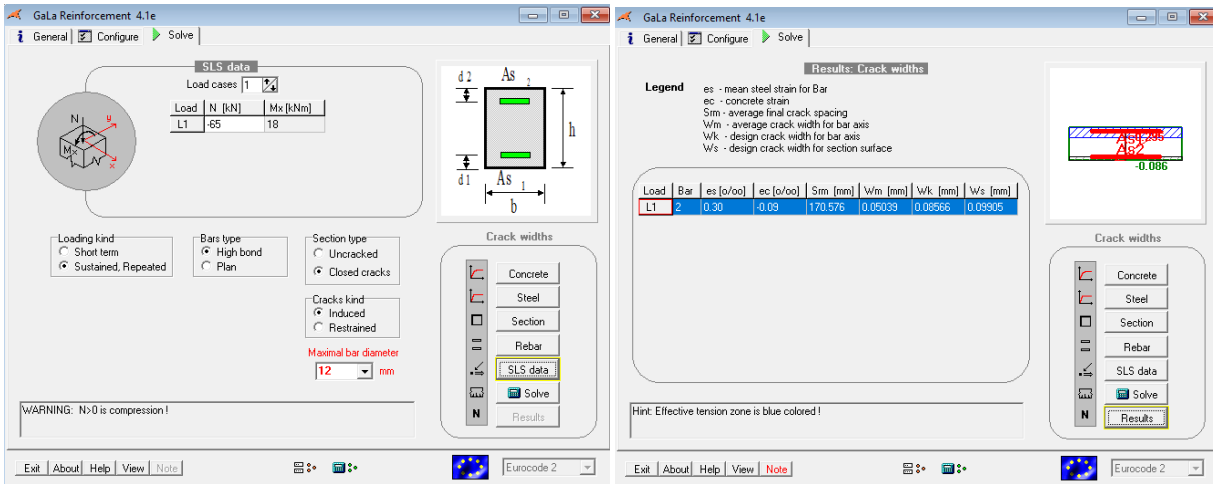 GaLa Reinforcement 4.1e
General Configure Solve
SLS data
Load cases 1
Load N [kN] Mx [kNm]
L1 -65 18
N y Mx x
d2 As 2
h
d1 As 1
b
Loading kind
Short term
Sustained, Repeated
Bars type
High bond
Plan
Section type
Uncracked
Closed cracks
Cracks kind
Induced
Restrained
Maximal bar diameter
12 mm
Crack widths
Concrete
Steel
Section
Rebar
SLS data
Solve
N Results
WARNING: N>0 is compression !
Exit About Help View Note
Eurocode 2
GaLa Reinforcement 4.1e
General Configure Solve
Results: Crack widths
Legend es - mean steel strain for Bar
ec - concrete strain
Srm - average final crack spacing
Wm - average crack width for bar axis
Wk - design crack width for bar axis
Ws - design crack width for section surface
Load Bar es [o/oo] ec [o/oo] Srm [mm] Wm [mm] Wk [mm] Ws [mm]
L1 2 0.30 -0.09 170.576 0.05039 0.08566 0.09905
As2
-0.086
Crack widths
Concrete
Steel
Section
Rebar
SLS data
Solve
N Results
Hint: Effective tension zone is blue colored !
Exit About Help View Note
Eurocode 2